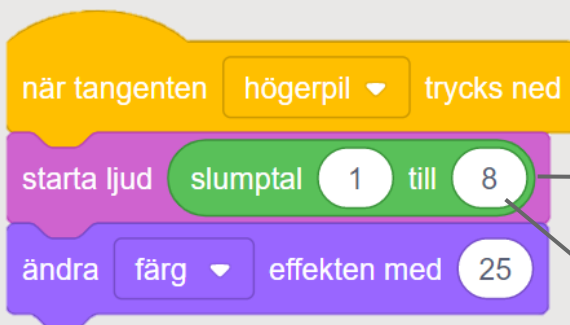 när tangenten högerpil trycks ned
starta ljud slumptal 1 till 8
ändra färg effekten med 25